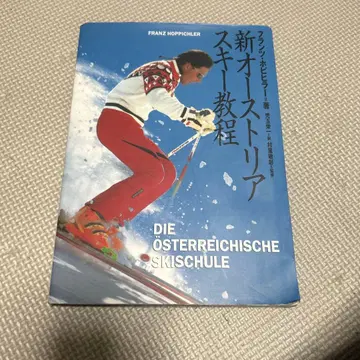 FRANZ HOPPICHLER
フランツ・ホピヒラー=著
新オーストリア
スキー教程
DIE
ÖSTERREICHISCHE
SKISCHULE